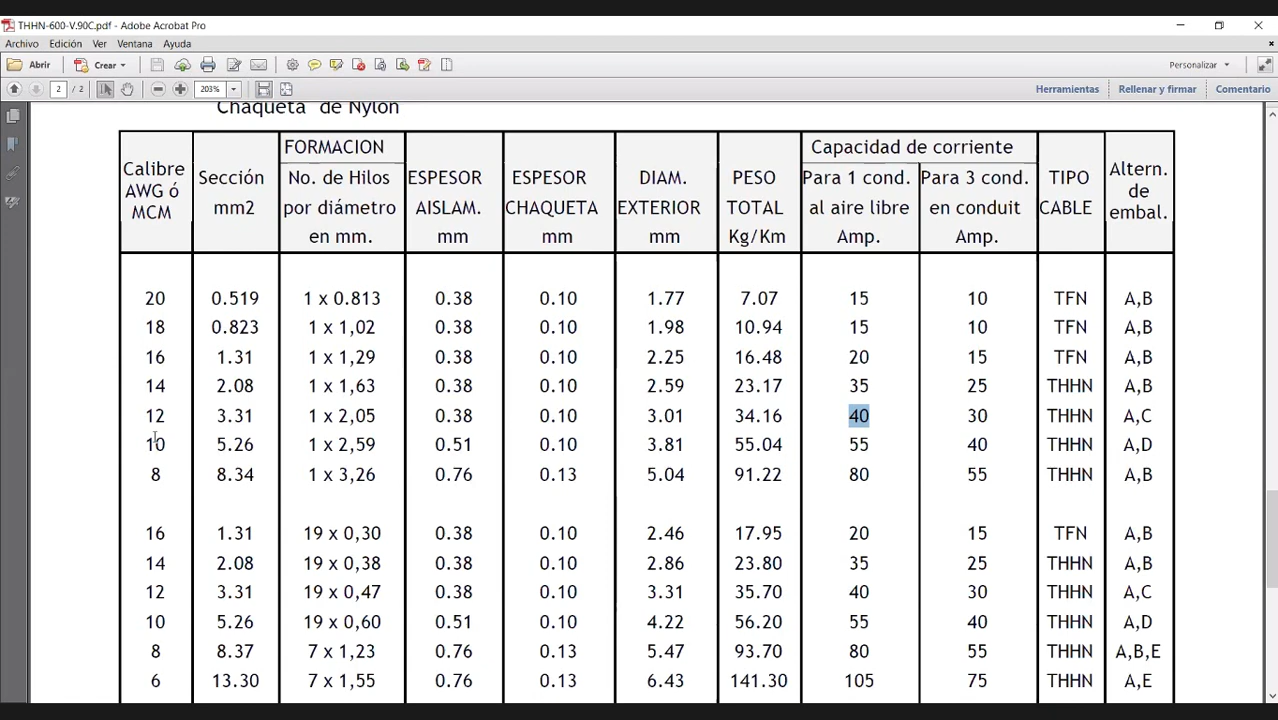 THHN-600-V.90C.pdf - Adobe Acrobat Pro
Archivo Edición Ver Ventana Ayuda
Abrir Crear Personalizar
2 / 2 203% Herramientas Rellenar y firmar Comentario
Chaqueta de Nylon
Calibre AWG ó MCM
Sección mm2
FORMACION
No. de Hilos por diámetro en mm.
ESPESOR AISLAM. mm
ESPESOR CHAQUETA mm
DIAM. EXTERIOR mm
PESO TOTAL Kg/Km
Capacidad de corriente
Para 1 cond. al aire libre Amp.
Para 3 cond. en conduit Amp.
TIPO CABLE
Altern. de embal.
20 0.519 1 x 0.813 0.38 0.10 1.77 7.07 15 10 TFN A,B
18 0.823 1 x 1,02 0.38 0.10 1.98 10.94 15 10 TFN A,B
16 1.31 1 x 1,29 0.38 0.10 2.25 16.48 20 15 TFN A,B
14 2.08 1 x 1,63 0.38 0.10 2.59 23.17 35 25 THHN A,B
12 3.31 1 x 2,05 0.38 0.10 3.01 34.16 40 30 THHN A,C
10 5.26 1 x 2,59 0.51 0.10 3.81 55.04 55 40 THHN A,D
8 8.34 1 x 3,26 0.76 0.13 5.04 91.22 80 55 THHN A,B
16 1.31 19 x 0,30 0.38 0.10 2.46 17.95 20 15 TFN A,B
14 2.08 19 x 0,38 0.38 0.10 2.86 23.80 35 25 THHN A,B
12 3.31 19 x 0,47 0.38 0.10 3.31 35.70 40 30 THHN A,C
10 5.26 19 x 0,60 0.51 0.10 4.22 56.20 55 40 THHN A,D
8 8.37 7 x 1,23 0.76 0.13 5.47 93.70 80 55 THHN A,B,E
6 13.30 7 x 1,55 0.76 0.13 6.43 141.30 105 75 THHN A,E